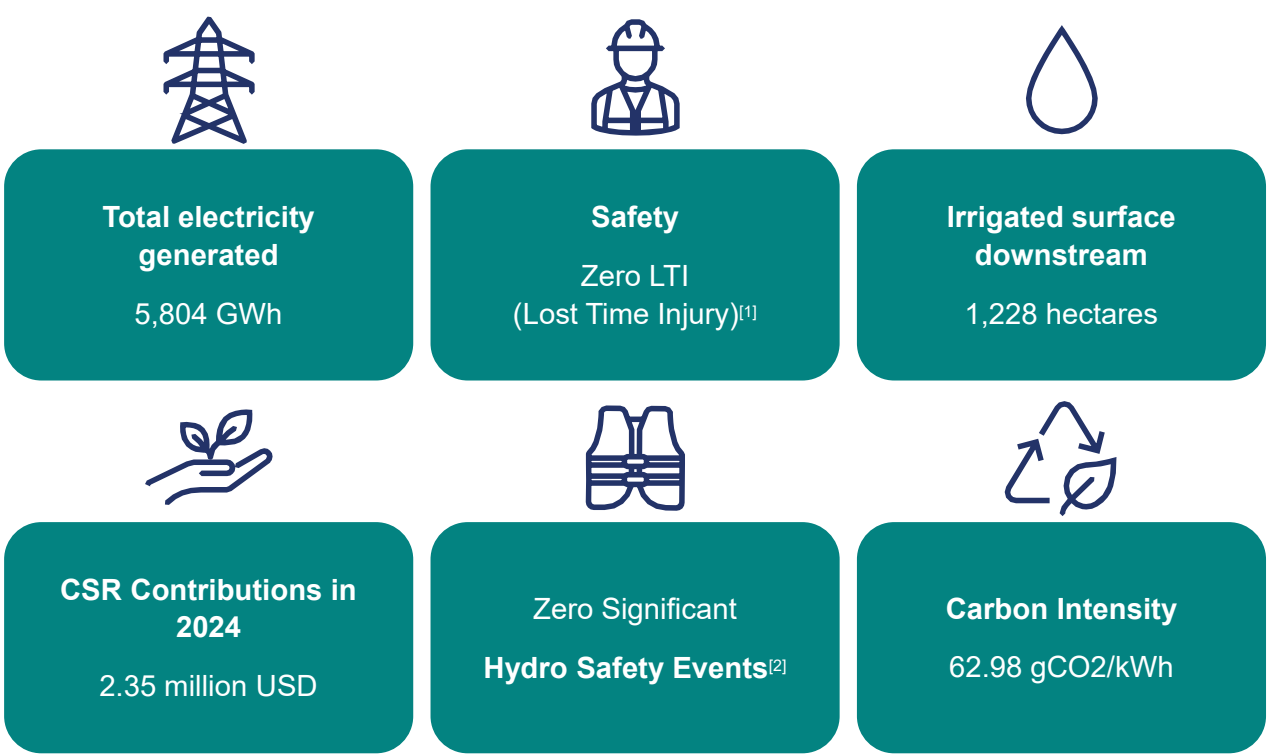 Total electricity
generated
5,804 GWh
Safety
Zero LTI
(Lost Time Injury)[1]
Irrigated surface
downstream
1,228 hectares
CSR Contributions in
2024
2.35 million USD
Zero Significant
Hydro Safety Events[2]
Carbon Intensity
62.98 gCO2/kWh